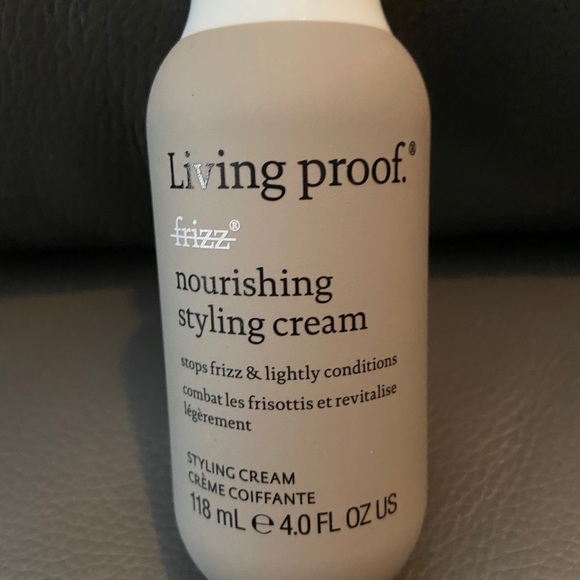 Living proof.®
frizz®
nourishing
styling cream
stops frizz & lightly conditions
combat les frisottis et revitalise
légèrement
STYLING CREAM
CRÈME COIFFANTE
118 mL ℮ 4.0 FL OZ US